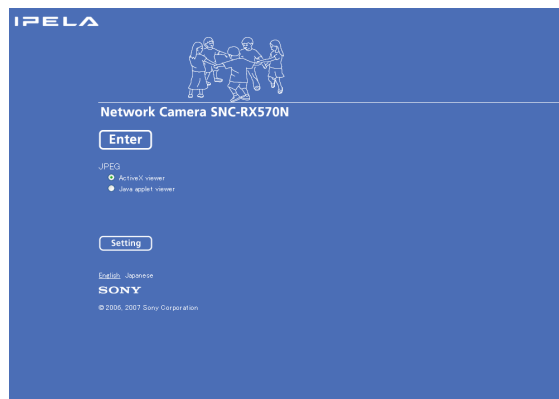 IPELA
Network Camera SNC-RX570N
Enter
JPEG
ActiveX viewer
Java applet viewer
Setting
English Japanese
SONY
© 2006, 2007 Sony Corporation